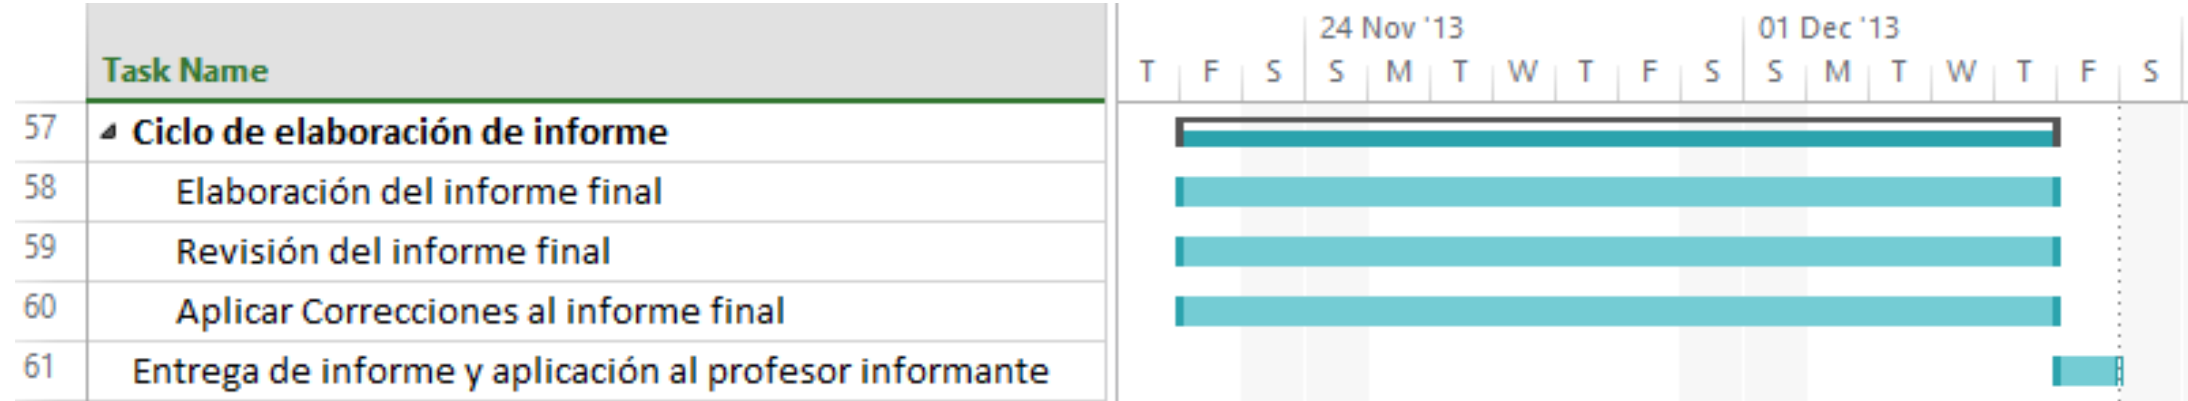 24 Nov '13 01 Dec '13
Task Name T F S S M T W T F S S M T W T F S
57 Ciclo de elaboración de informe
58 Elaboración del informe final
59 Revisión del informe final
60 Aplicar Correcciones al informe final
61 Entrega de informe y aplicación al profesor informante